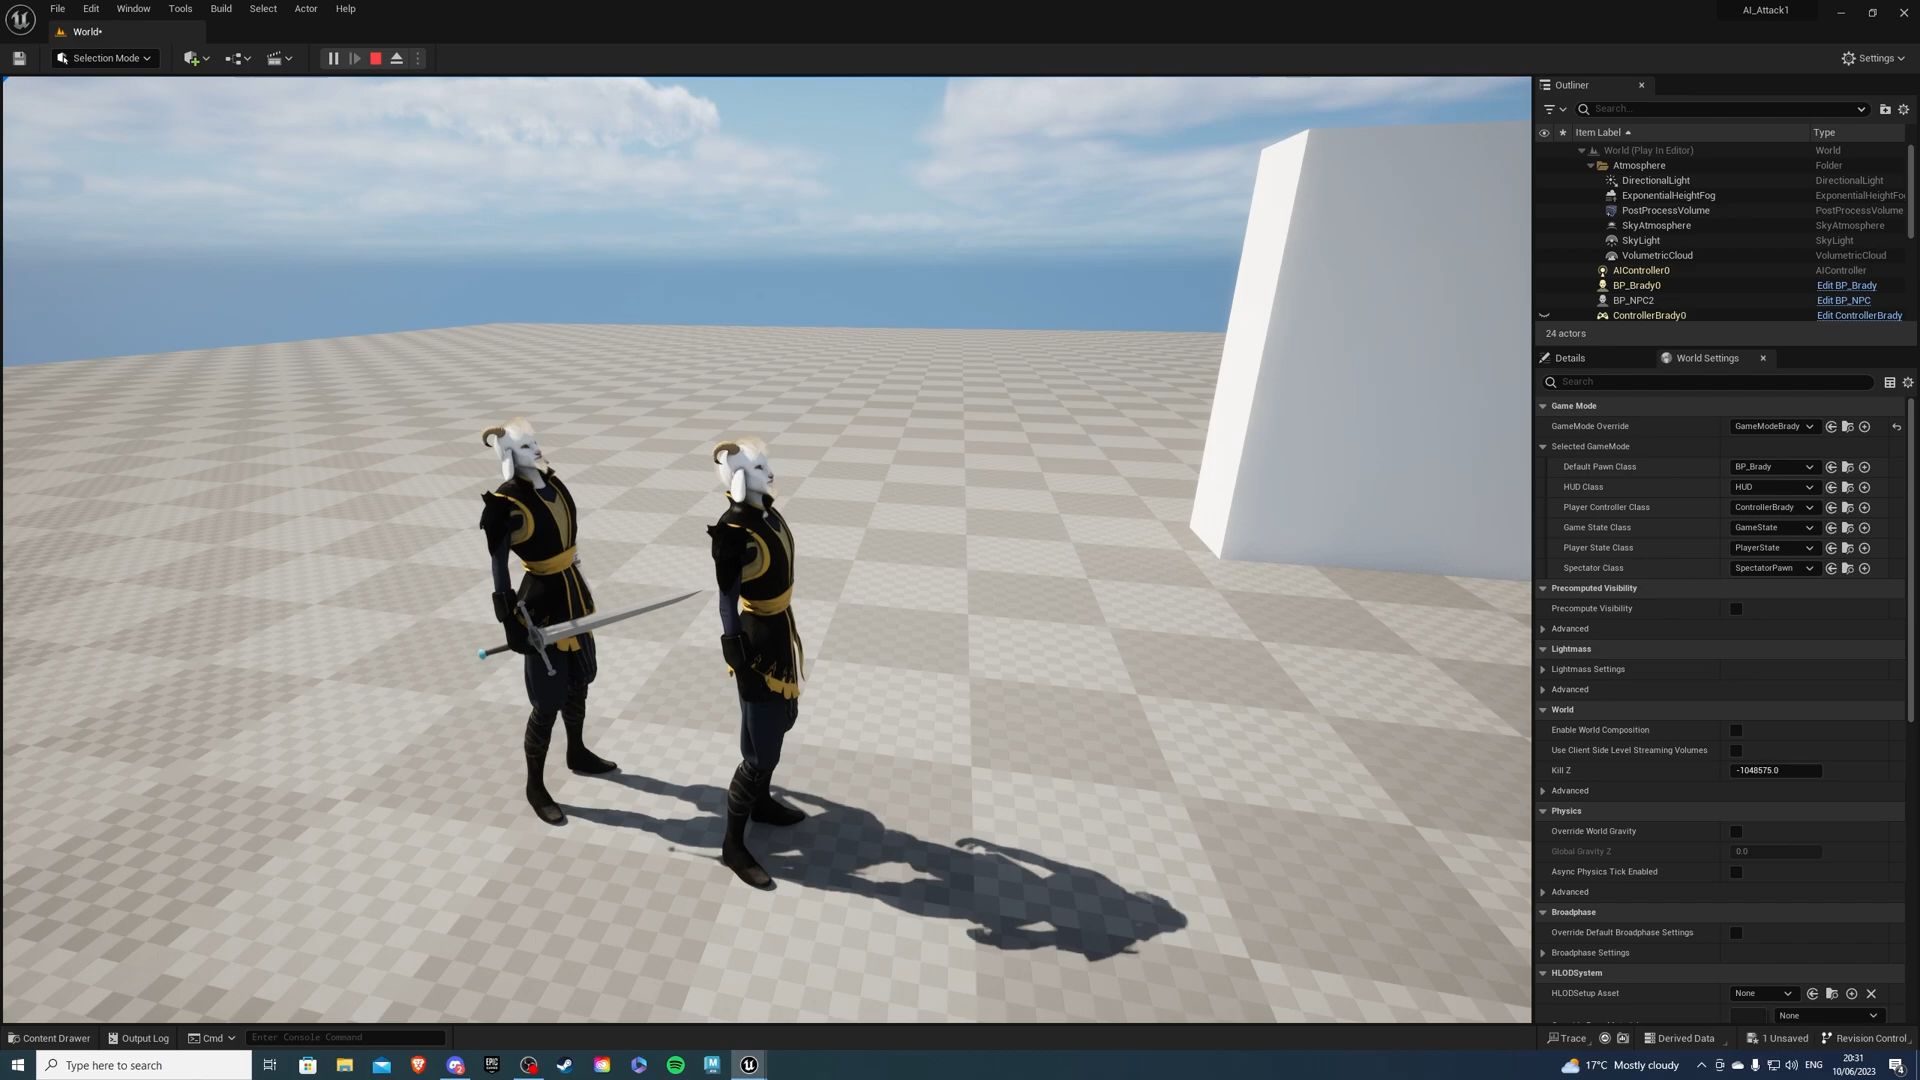 File Edit Window Tools Build Select Actor Help
AI_Attack1
World•
Selection Mode
Settings
Outliner
Search...
Item Label Type
World (Play In Editor) World
Atmosphere Folder
DirectionalLight DirectionalLight
ExponentialHeightFog ExponentialHeightFo
PostProcessVolume PostProcessVolume
SkyAtmosphere SkyAtmosphere
SkyLight SkyLight
VolumetricCloud VolumetricCloud
AIController0 AIController
BP_Brady0 Edit BP_Brady
BP_NPC2 Edit BP_NPC
ControllerBrady0 Edit ControllerBrady
24 actors
Details World Settings
Search
Game Mode
GameMode Override GameModeBrady
Selected GameMode
Default Pawn Class BP_Brady
HUD Class HUD
Player Controller Class ControllerBrady
Game State Class GameState
Player State Class PlayerState
Spectator Class SpectatorPawn
Precomputed Visibility
Precompute Visibility
Advanced
Lightmass
Lightmass Settings
Advanced
World
Enable World Composition
Use Client Side Level Streaming Volumes
Kill Z -1048575.0
Advanced
Physics
Override World Gravity
Global Gravity Z 0.0
Async Physics Tick Enabled
Advanced
Broadphase
Override Default Broadphase Settings
Broadphase Settings
HLODSystem
HLODSetup Asset None
None
Content Drawer Output Log Cmd Enter Console Command
Trace Derived Data 1 Unsaved Revision Control
Type here to search
EPIC
M
17°C Mostly cloudy ENG
20:31
10/06/2023
4